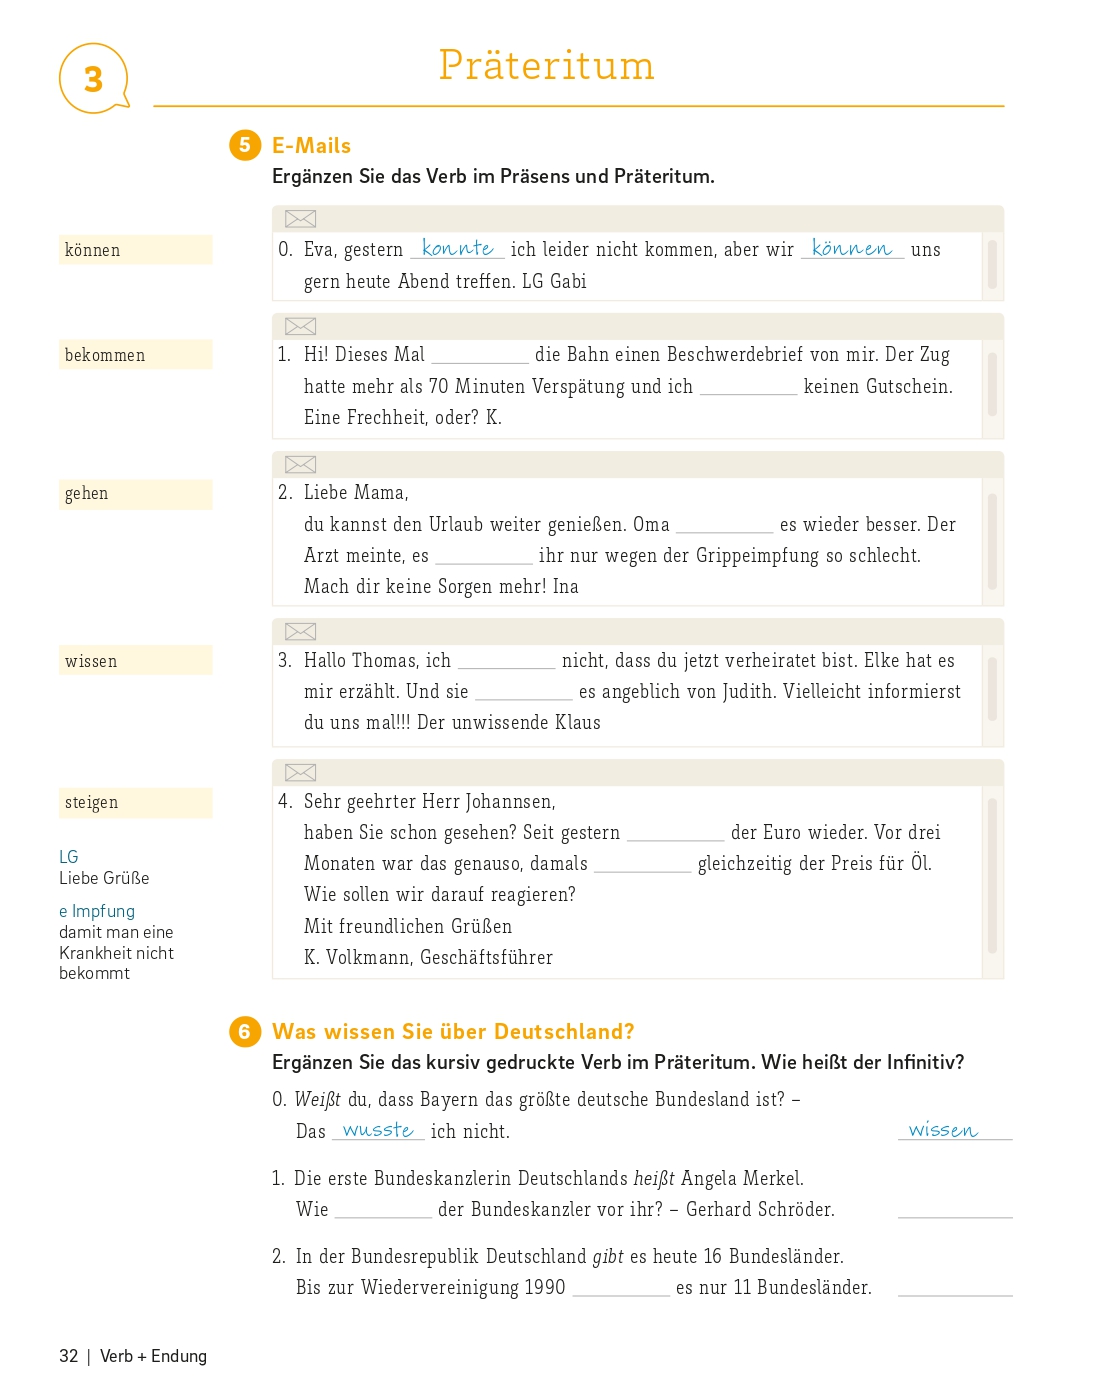 3
Präteritum
5 E-Mails
Ergänzen Sie das Verb im Präsens und Präteritum.
können
0. Eva, gestern konnte ich leider nicht kommen, aber wir können uns
gern heute Abend treffen. LG Gabi
bekommen
1. Hi! Dieses Mal __________ die Bahn einen Beschwerdebrief von mir. Der Zug
hatte mehr als 70 Minuten Verspätung und ich __________ keinen Gutschein.
Eine Frechheit, oder? K.
gehen
2. Liebe Mama,
du kannst den Urlaub weiter genießen. Oma __________ es wieder besser. Der
Arzt meinte, es __________ ihr nur wegen der Grippeimpfung so schlecht.
Mach dir keine Sorgen mehr! Ina
wissen
3. Hallo Thomas, ich __________ nicht, dass du jetzt verheiratet bist. Elke hat es
mir erzählt. Und sie __________ es angeblich von Judith. Vielleicht informierst
du uns mal!!! Der unwissende Klaus
steigen
4. Sehr geehrter Herr Johannsen,
haben Sie schon gesehen? Seit gestern __________ der Euro wieder. Vor drei
Monaten war das genauso, damals __________ gleichzeitig der Preis für Öl.
Wie sollen wir darauf reagieren?
Mit freundlichen Grüßen
K. Volkmann, Geschäftsführer
LG
Liebe Grüße
e Impfung
damit man eine
Krankheit nicht
bekommt
6 Was wissen Sie über Deutschland?
Ergänzen Sie das kursiv gedruckte Verb im Präteritum. Wie heißt der Infinitiv?
0. Weißt du, dass Bayern das größte deutsche Bundesland ist? –
Das wusste ich nicht. wissen
1. Die erste Bundeskanzlerin Deutschlands heißt Angela Merkel.
Wie __________ der Bundeskanzler vor ihr? – Gerhard Schröder. __________
2. In der Bundesrepublik Deutschland gibt es heute 16 Bundesländer.
Bis zur Wiedervereinigung 1990 __________ es nur 11 Bundesländer. __________
32 | Verb + Endung